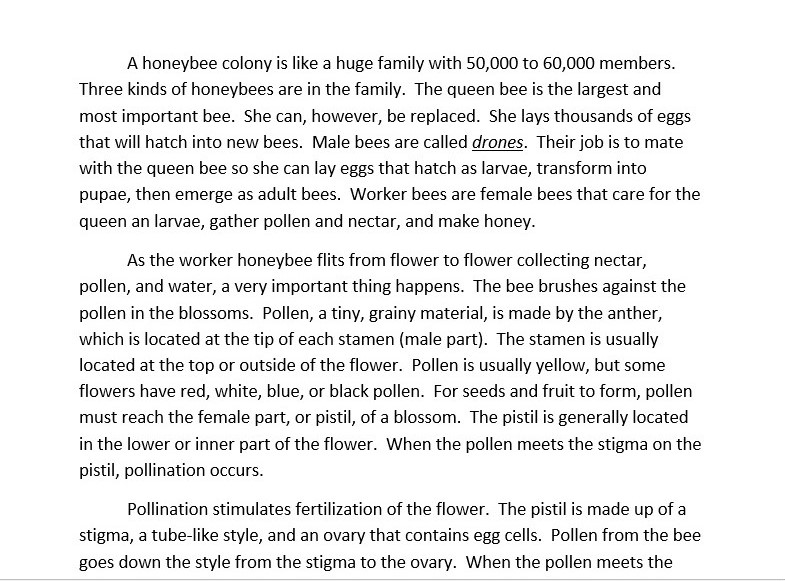 A honeybee colony is like a huge family with 50,000 to 60,000 members.
Three kinds of honeybees are in the family.  The queen bee is the largest and
most important bee.  She can, however, be replaced.  She lays thousands of eggs
that will hatch into new bees.  Male bees are called drones.  Their job is to mate
with the queen bee so she can lay eggs that hatch as larvae, transform into
pupae, then emerge as adult bees.  Worker bees are female bees that care for the
queen an larvae, gather pollen and nectar, and make honey.
As the worker honeybee flits from flower to flower collecting nectar,
pollen, and water, a very important thing happens.  The bee brushes against the
pollen in the blossoms.  Pollen, a tiny, grainy material, is made by the anther,
which is located at the tip of each stamen (male part).  The stamen is usually
located at the top or outside of the flower.  Pollen is usually yellow, but some
flowers have red, white, blue, or black pollen.  For seeds and fruit to form, pollen
must reach the female part, or pistil, of a blossom.  The pistil is generally located
in the lower or inner part of the flower.  When the pollen meets the stigma on the
pistil, pollination occurs.
Pollination stimulates fertilization of the flower.  The pistil is made up of a
stigma, a tube-like style, and an ovary that contains egg cells.  Pollen from the bee
goes down the style from the stigma to the ovary.  When the pollen meets the